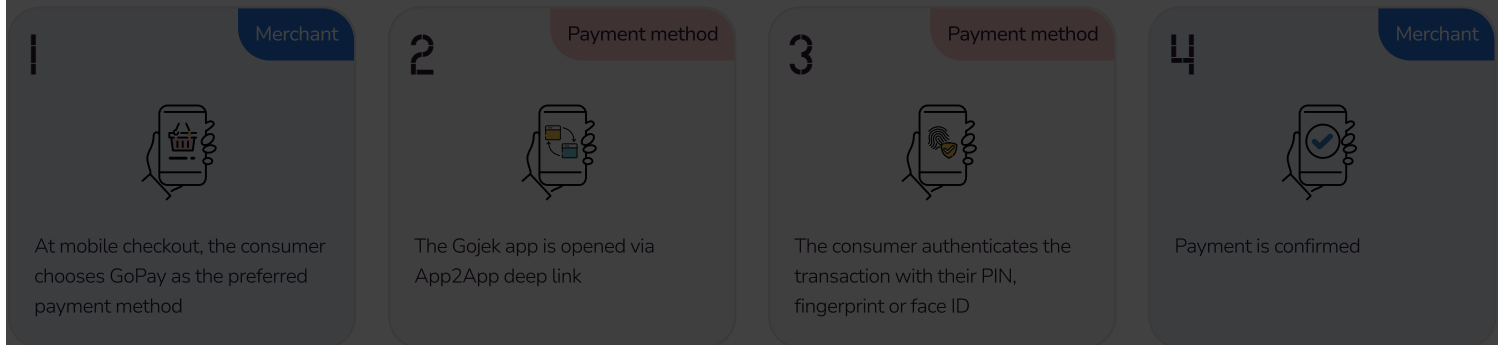 1
Merchant
At mobile checkout, the consumer
chooses GoPay as the preferred
payment method
2
Payment method
The Gojek app is opened via
App2App deep link
3
Payment method
The consumer authenticates the
transaction with their PIN,
fingerprint or face ID
4
Merchant
Payment is confirmed